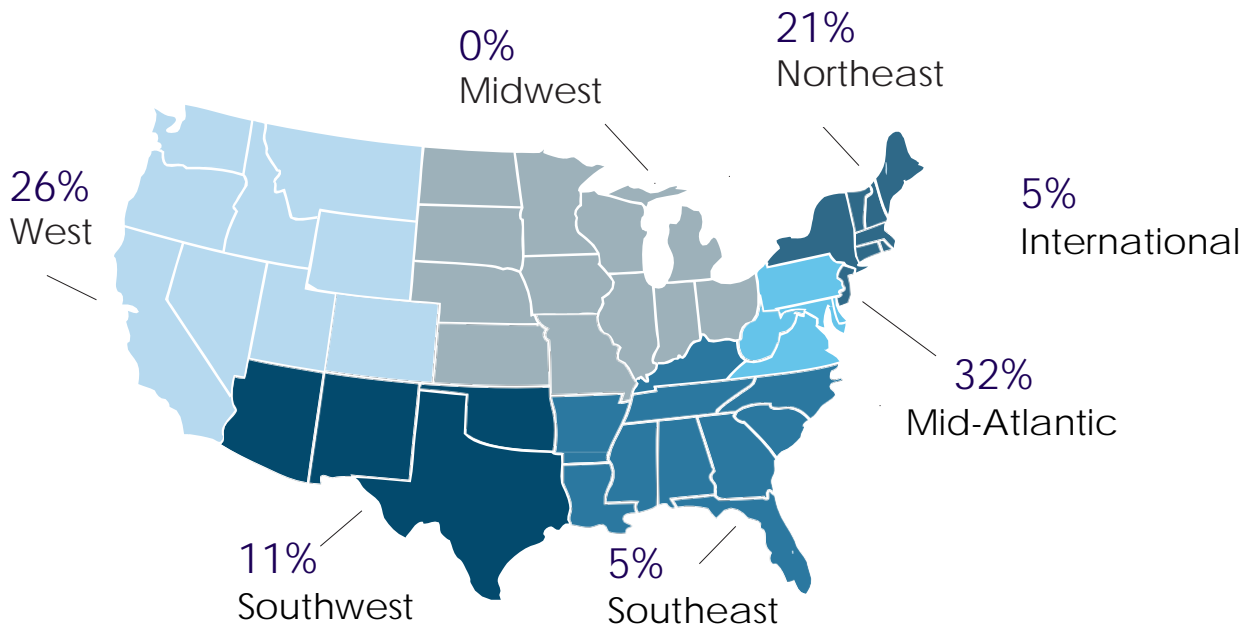 0%
Midwest
21%
Northeast
26%
West
5%
International
32%
Mid-Atlantic
11%
Southwest
5%
Southeast